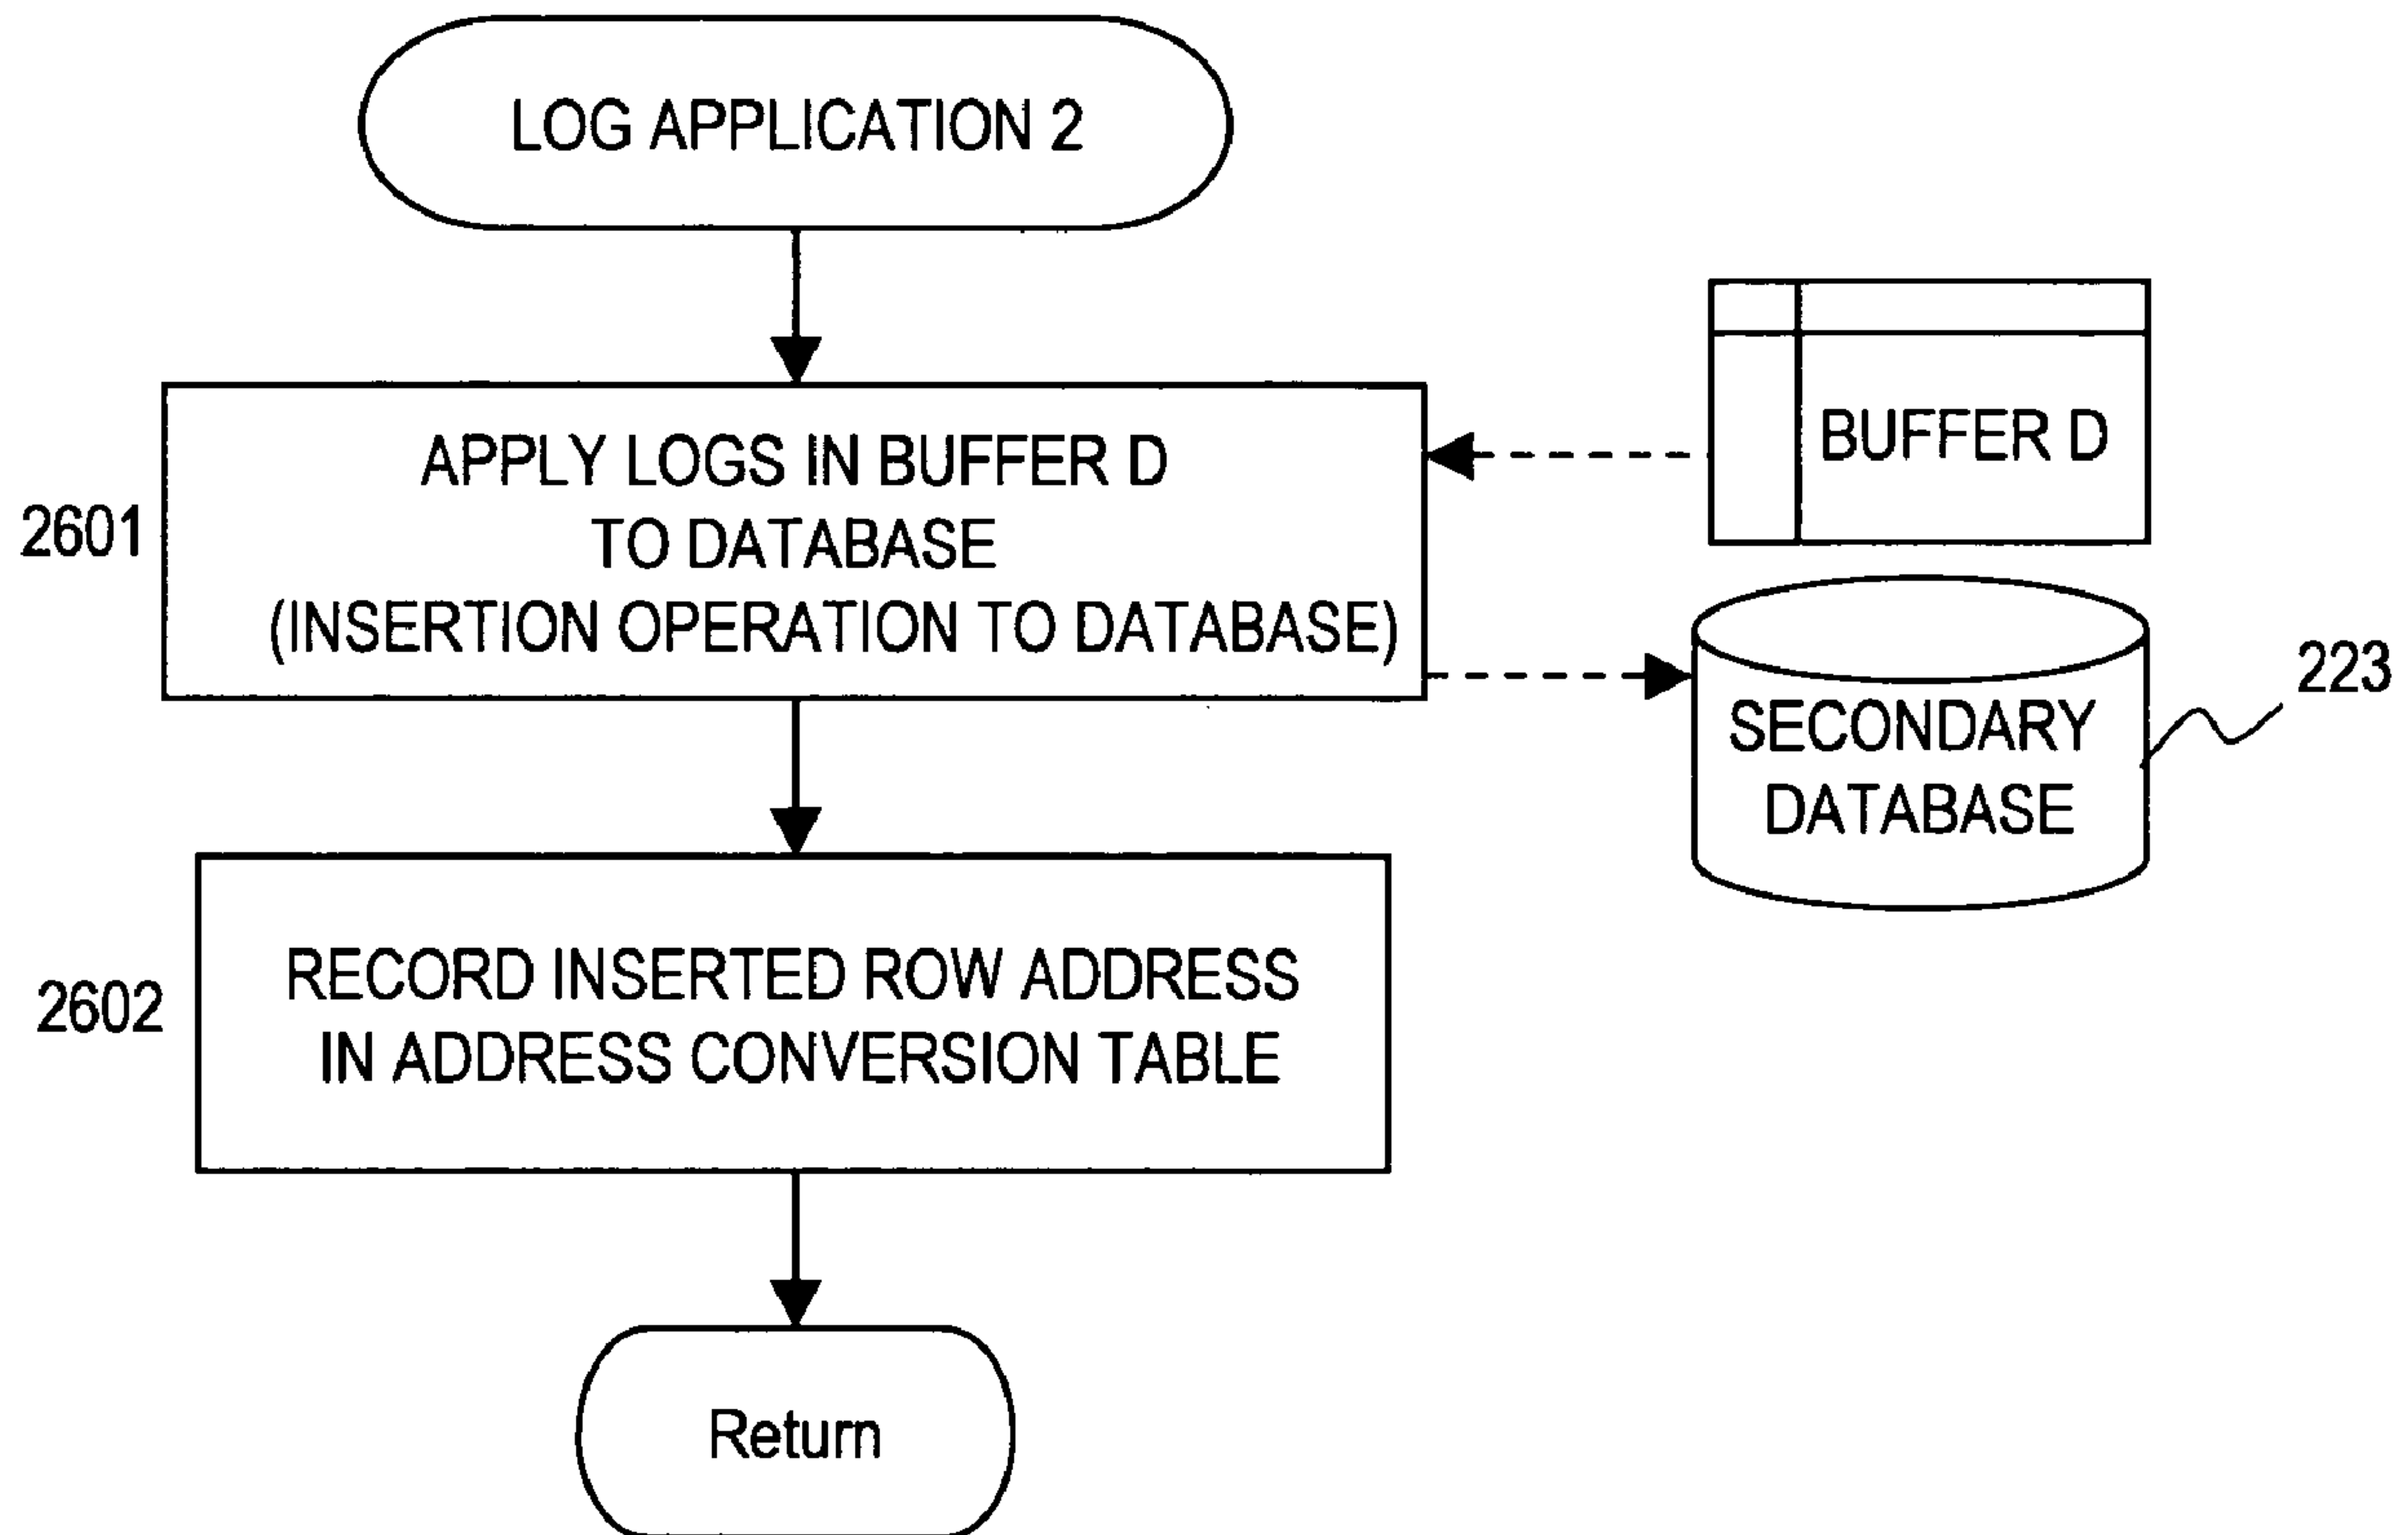 LOG APPLICATION 2
2601
APPLY LOGS IN BUFFER D
TO DATABASE
(INSERTION OPERATION TO DATABASE)
BUFFER D
SECONDARY
DATABASE
223
2602
RECORD INSERTED ROW ADDRESS
IN ADDRESS CONVERSION TABLE
Return